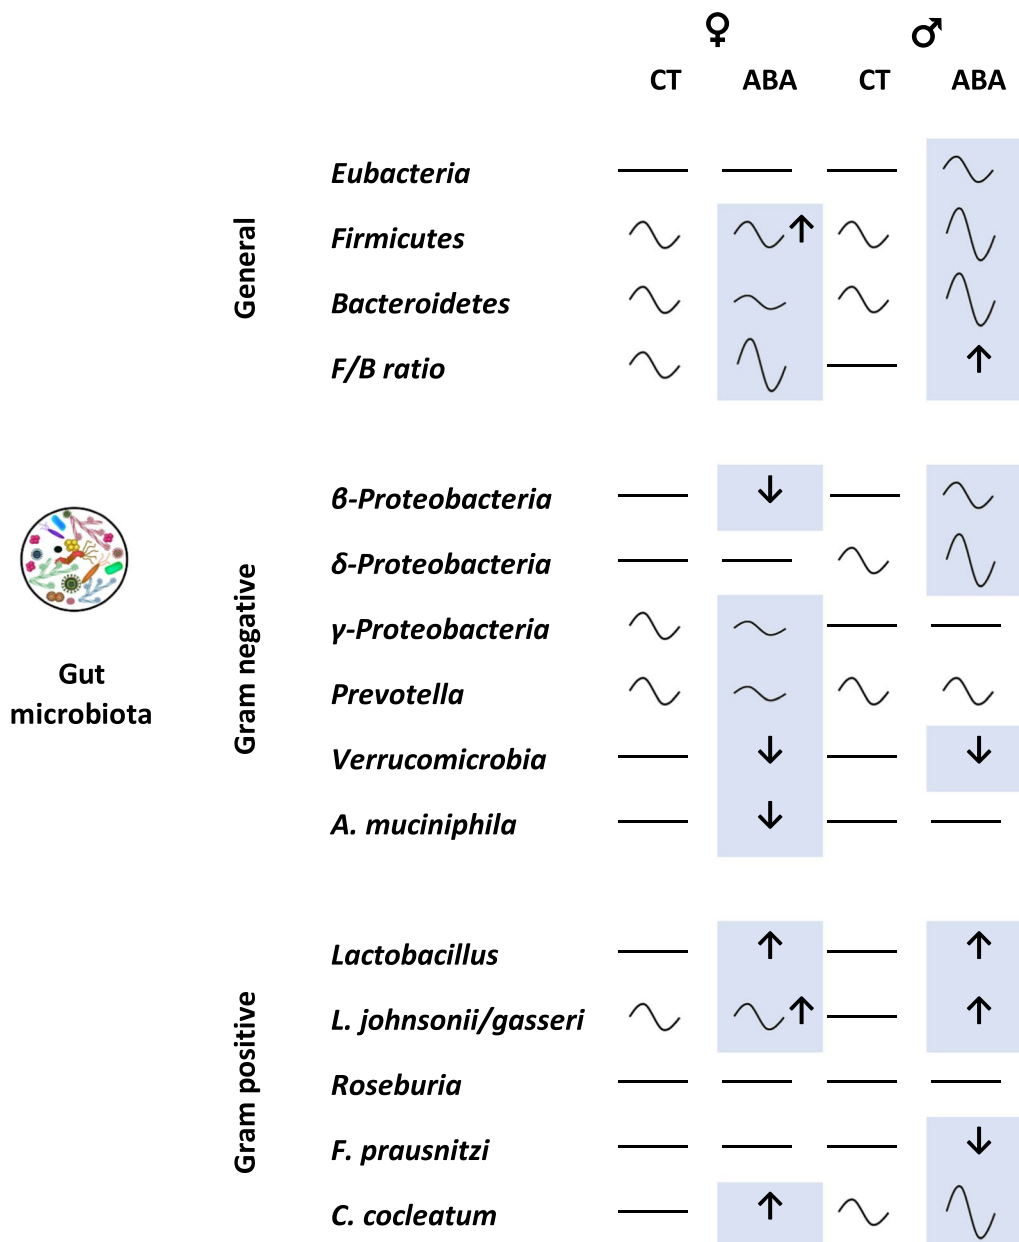 ♀ ♂
CT ABA CT ABA
General
Eubacteria
Firmicutes ↑
Bacteroidetes
F/B ratio ↑
Gut
microbiota
Gram negative
β-Proteobacteria ↓
δ-Proteobacteria
γ-Proteobacteria
Prevotella
Verrucomicrobia ↓ ↓
A. muciniphila ↓
Gram positive
Lactobacillus ↑ ↑
L. johnsonii/gasseri ↑ ↑
Roseburia
F. prausnitzi ↓
C. cocleatum ↑